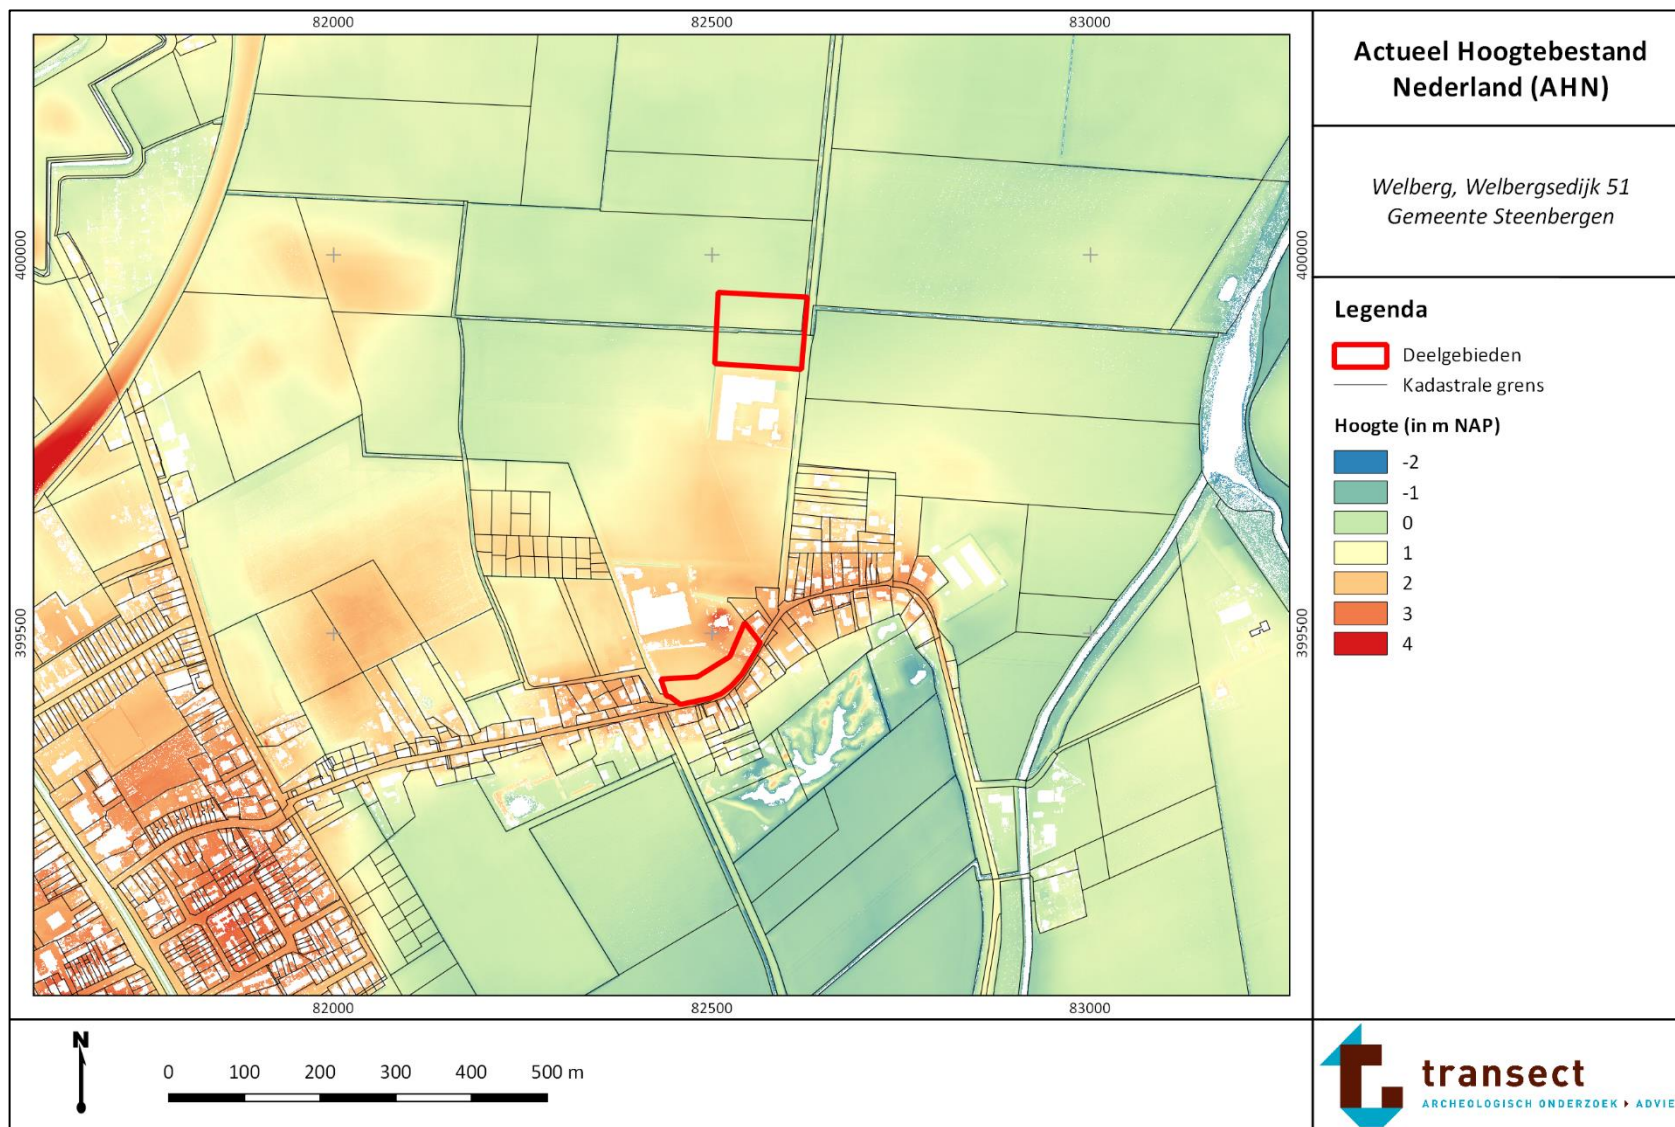 82000 82500 83000
Actueel Hoogtebestand
Nederland (AHN)
Welberg, Welbergsedijk 51
Gemeente Steenbergen
400000 400000
Legenda
Deelgebieden
Kadastrale grens
Hoogte (in m NAP)
-2
-1
0
1
2
3
4
399500 399500
82000 82500 83000
N
0 100 200 300 400 500 m
transect
ARCHEOLOGISCH ONDERZOEK ADVIE